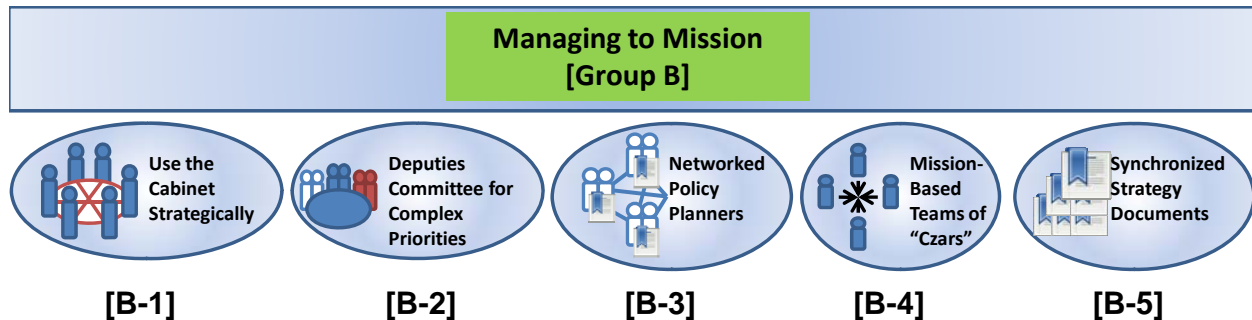 Managing to Mission
[Group B]
Use the
Cabinet
Strategically
Deputies
Committee for
Complex
Priorities
Networked
Policy
Planners
Mission-
Based
Teams of
“Czars”
Synchronized
Strategy
Documents
[B-1]
[B-2]
[B-3]
[B-4]
[B-5]